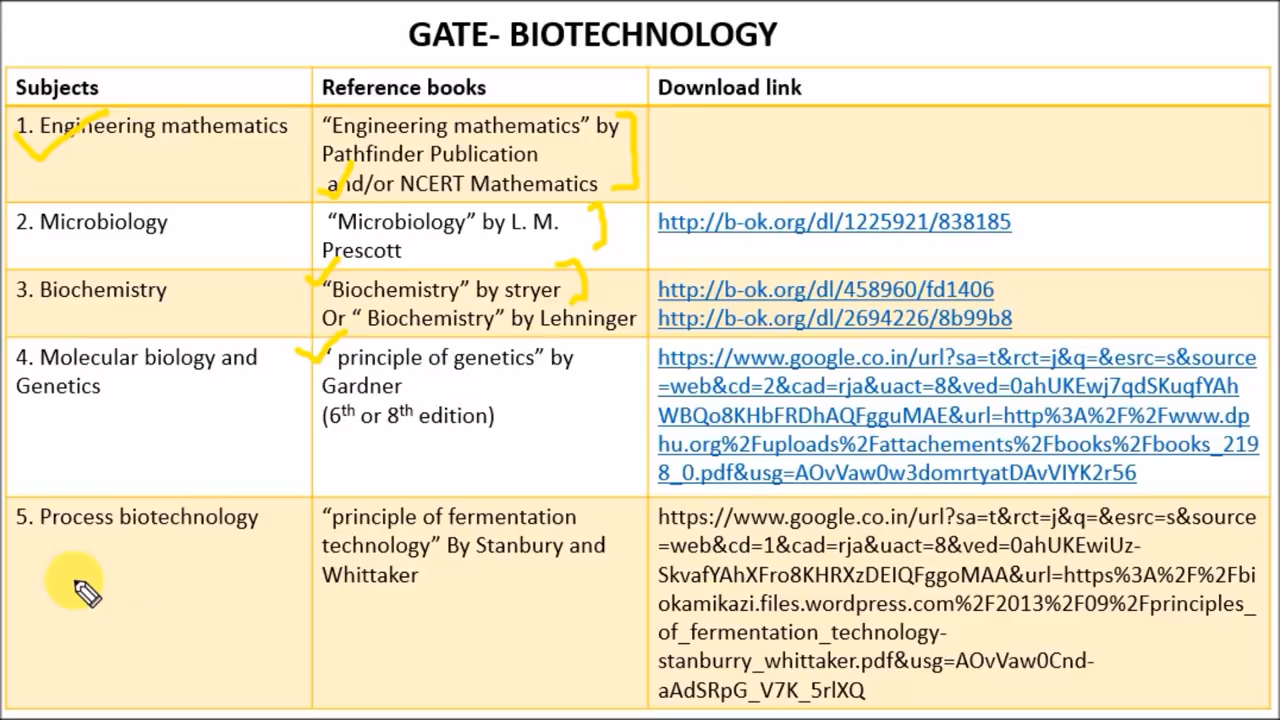 GATE- BIOTECHNOLOGY
Subjects
Reference books
Download link
1. Engineering mathematics
“Engineering mathematics” by
Pathfinder Publication
and/or NCERT Mathematics
2. Microbiology
“Microbiology” by L. M.
Prescott
http://b-ok.org/dl/1225921/838185
3. Biochemistry
“Biochemistry” by stryer
Or “ Biochemistry” by Lehninger
http://b-ok.org/dl/458960/fd1406
http://b-ok.org/dl/2694226/8b99b8
4. Molecular biology and
Genetics
“ principle of genetics” by
Gardner
(6th or 8th edition)
https://www.google.co.in/url?sa=t&rct=j&q=&esrc=s&source
=web&cd=2&cad=rja&uact=8&ved=0ahUKEwj7qdSKuqfYAh
WBQo8KHbFRDhAQFgguMAE&url=http%3A%2F%2Fwww.dp
hu.org%2Fuploads%2Fattachements%2Fbooks%2Fbooks_219
8_0.pdf&usg=AOvVaw0w3domrtyatDAvVIYK2r56
5. Process biotechnology
“principle of fermentation
technology” By Stanbury and
Whittaker
https://www.google.co.in/url?sa=t&rct=j&q=&esrc=s&source
=web&cd=1&cad=rja&uact=8&ved=0ahUKEwiUz-
SkvafYAhXFro8KHRXzDEIQFggoMAA&url=https%3A%2F%2Fbi
okamikazi.files.wordpress.com%2F2013%2F09%2Fprinciples_
of_fermentation_technology-
stanburry_whittaker.pdf&usg=AOvVaw0Cnd-
aAdSRpG_V7K_5rlXQ